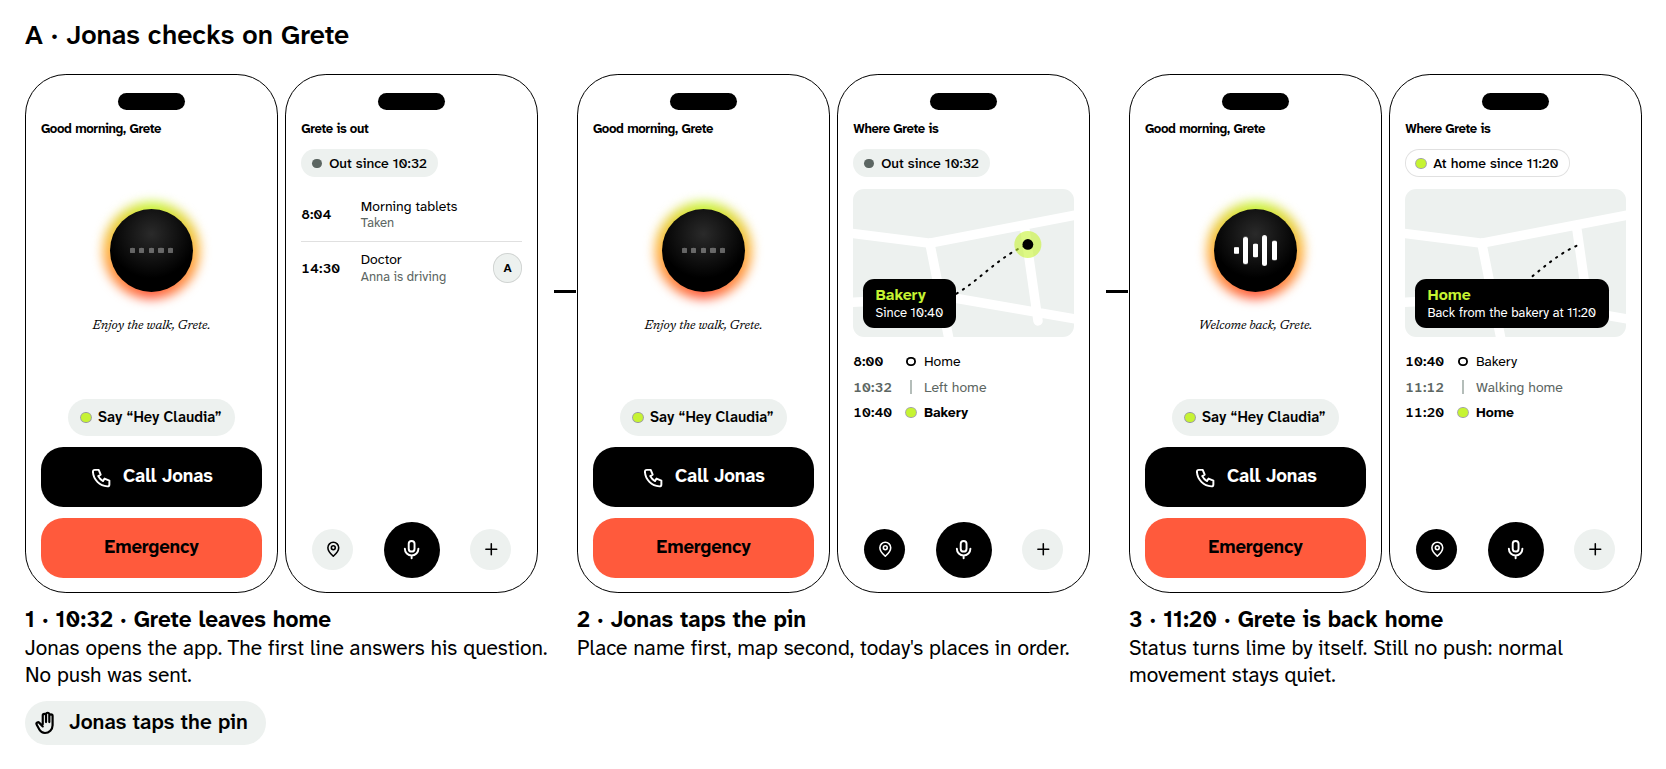 A · Jonas checks on Grete
Good morning, Grete
Enjoy the walk, Grete.
Say “Hey Claudia”
Call Jonas
Emergency
Grete is out
Out since 10:32
8:04 Morning tablets
Taken
14:30 Doctor
Anna is driving
A
1 · 10:32 · Grete leaves home
Jonas opens the app. The first line answers his question.
No push was sent.
Jonas taps the pin
Good morning, Grete
Enjoy the walk, Grete.
Say “Hey Claudia”
Call Jonas
Emergency
Where Grete is
Out since 10:32
Bakery
Since 10:40
8:00 Home
10:32 Left home
10:40 Bakery
2 · Jonas taps the pin
Place name first, map second, today's places in order.
Good morning, Grete
Welcome back, Grete.
Say “Hey Claudia”
Call Jonas
Emergency
Where Grete is
At home since 11:20
Home
Back from the bakery at 11:20
10:40 Bakery
11:12 Walking home
11:20 Home
3 · 11:20 · Grete is back home
Status turns lime by itself. Still no push: normal
movement stays quiet.